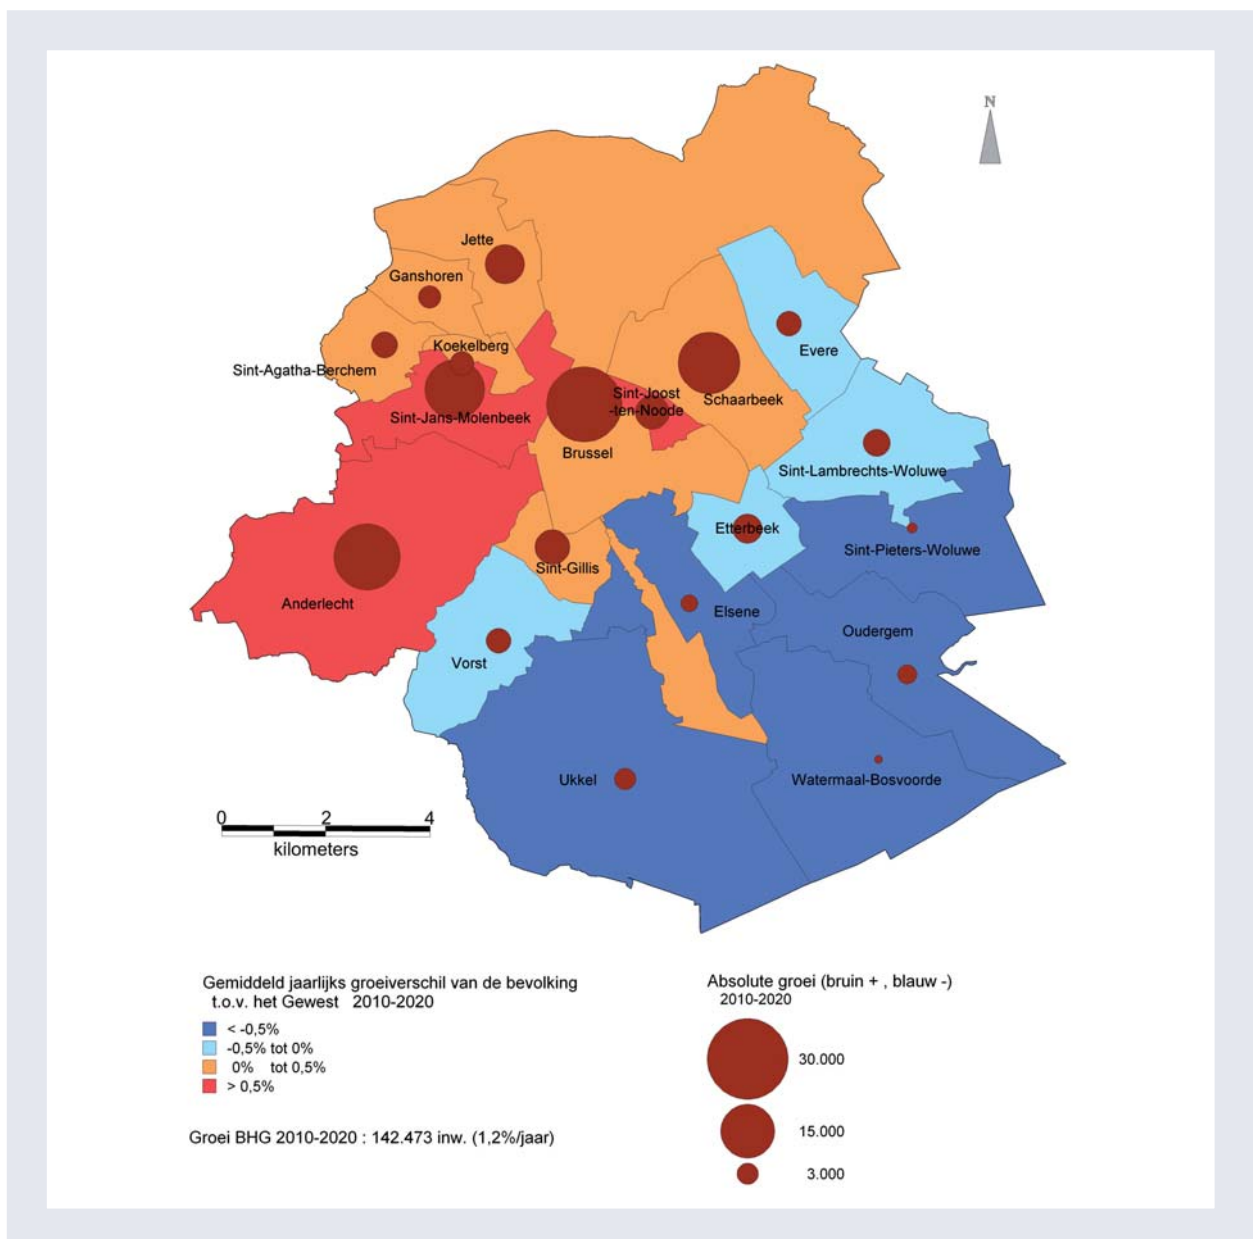 N
Jette
Ganshoren
Koekelberg
Sint-Agatha-Berchem
Sint-Jans-Molenbeek
Sint-Joost
-ten-Noode
Schaarbeek
Evere
Brussel
Sint-Lambrechts-Woluwe
Etterbeek
Sint-Pieters-Woluwe
Sint-Gillis
Anderlecht
Elsene
Oudergem
Vorst
Ukkel
Watermaal-Bosvoorde
0 2 4
kilometers
Gemiddeld jaarlijks groeiverschil van de bevolking
t.o.v. het Gewest 2010-2020
< -0,5%
-0,5% tot 0%
0% tot 0,5%
> 0,5%
Groei BHG 2010-2020 : 142.473 inw. (1,2%/jaar)
Absolute groei (bruin + , blauw -)
2010-2020
30.000
15.000
3.000